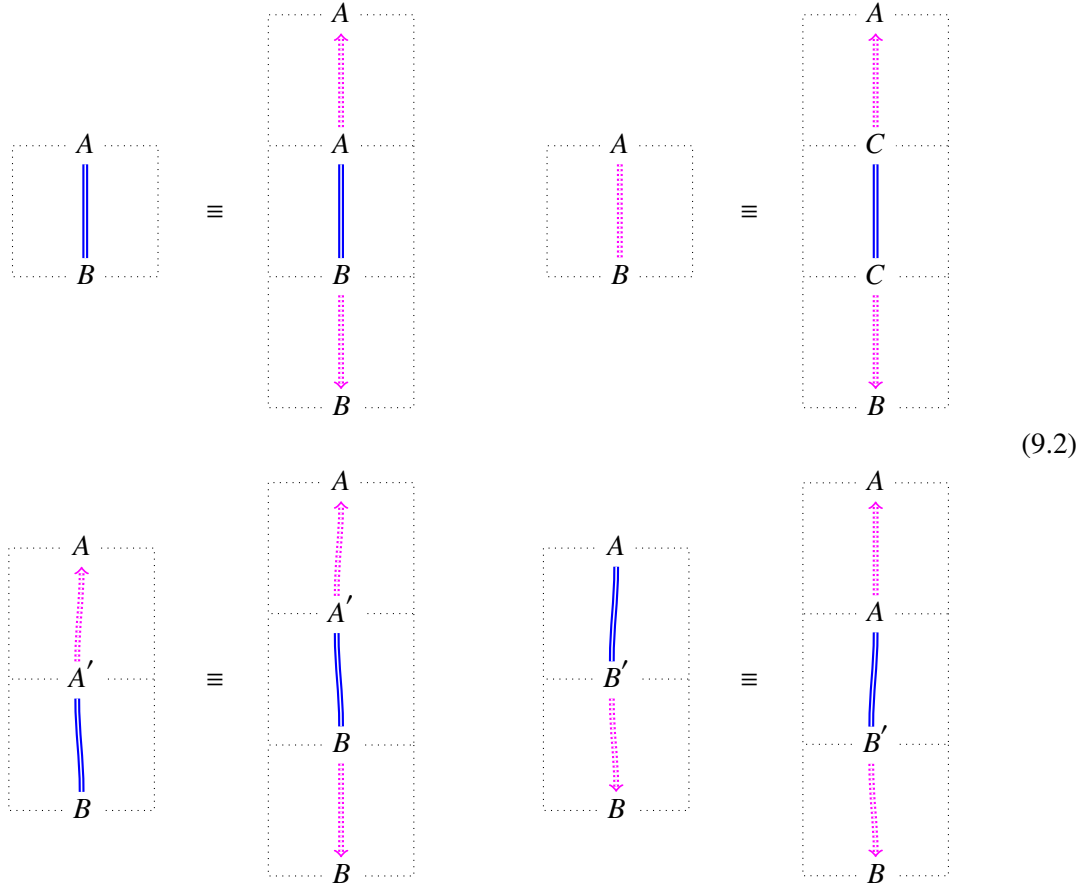 A A
A A A C
≡ ≡
B B B C
B B
(9.2)
A A
A A' A A
A' ≡ B' ≡
B B B B'
B B